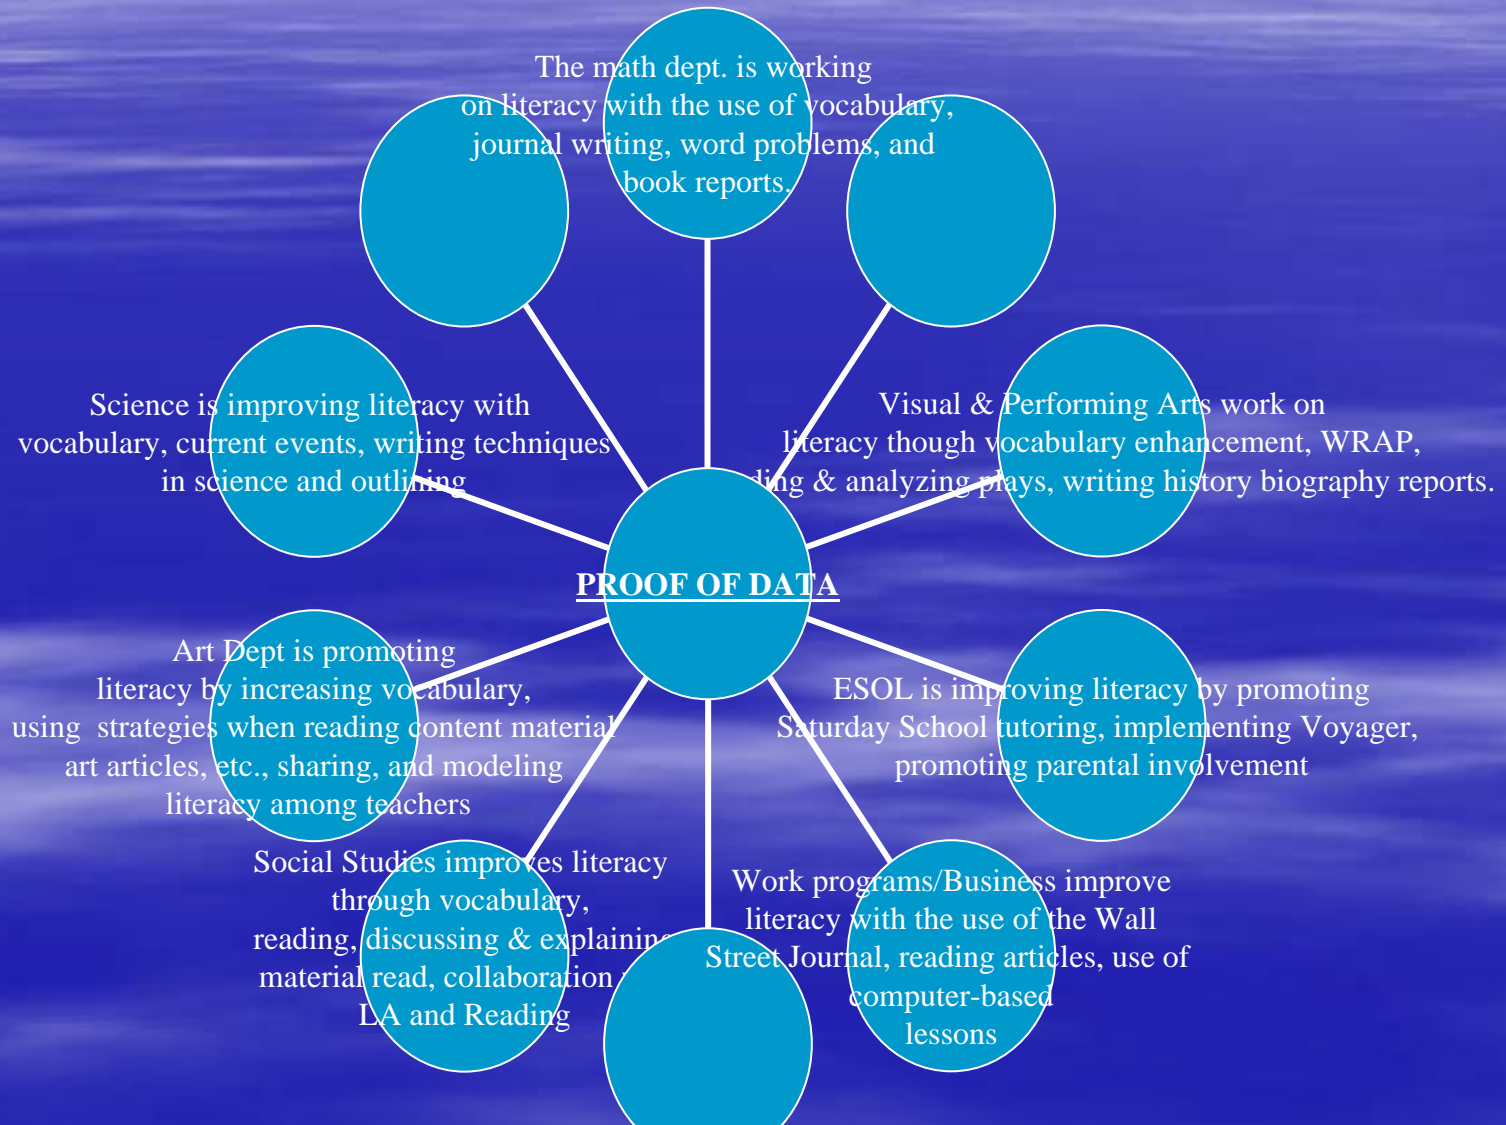 The math dept. is working
on literacy with the use of vocabulary,
journal writing, word problems, and
book reports.
Science is improving literacy with
vocabulary, current events, writing techniques
in science and outlining
Visual & Performing Arts work on
literacy though vocabulary enhancement, WRAP,
& analyzing plays, writing history biography reports.
PROOF OF DATA
Art Dept is promoting
literacy by increasing vocabulary,
using strategies when reading content material
art articles, etc., sharing, and modeling
literacy among teachers
ESOL is improving literacy by promoting
Saturday School tutoring, implementing Voyager,
promoting parental involvement
Social Studies improves literacy
through vocabulary,
reading, discussing & explaining
material read, collaboration
LA and Reading
Work programs/Business improve
literacy with the use of the Wall
Street Journal, reading articles, use of
computer-based
lessons